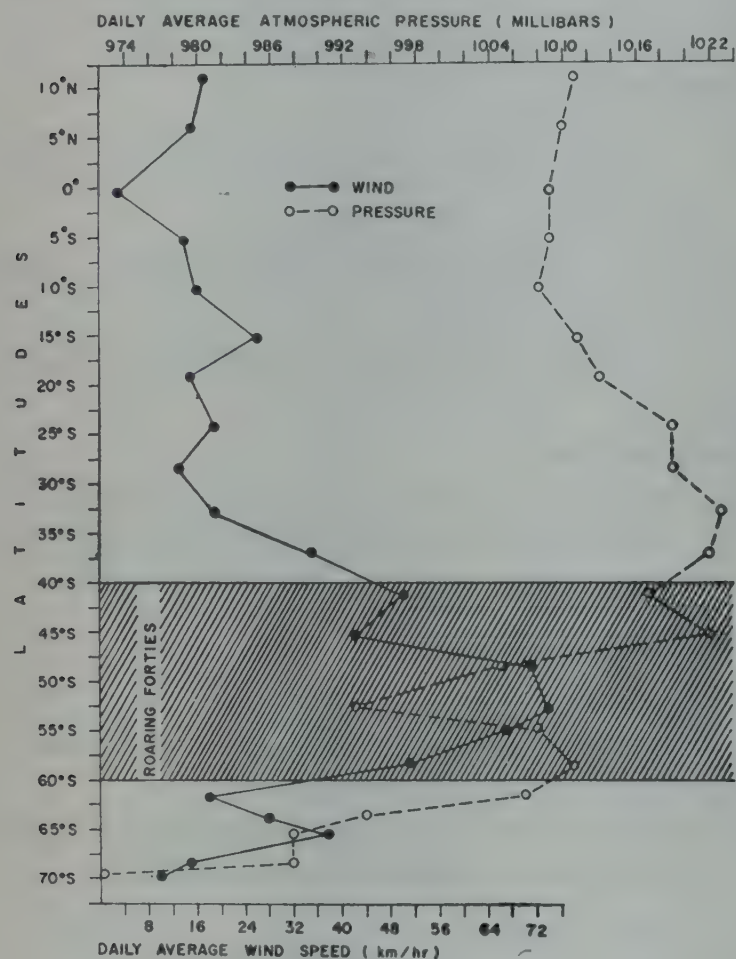 DAILY AVERAGE ATMOSPHERIC PRESSURE ( MILLIBARS )
974 980 986 992 998 1004 1010 1016 1022
10°N
5°N
0°
5°S
10°S
15°S
20°S
25°S
30°S
35°S
40°S
45°S
50°S
55°S
60°S
65°S
70°S
LATITUDES
WIND
PRESSURE
ROARING FORTIES
8 16 24 32 40 48 56 64 72
DAILY AVERAGE WIND SPEED ( km/hr )